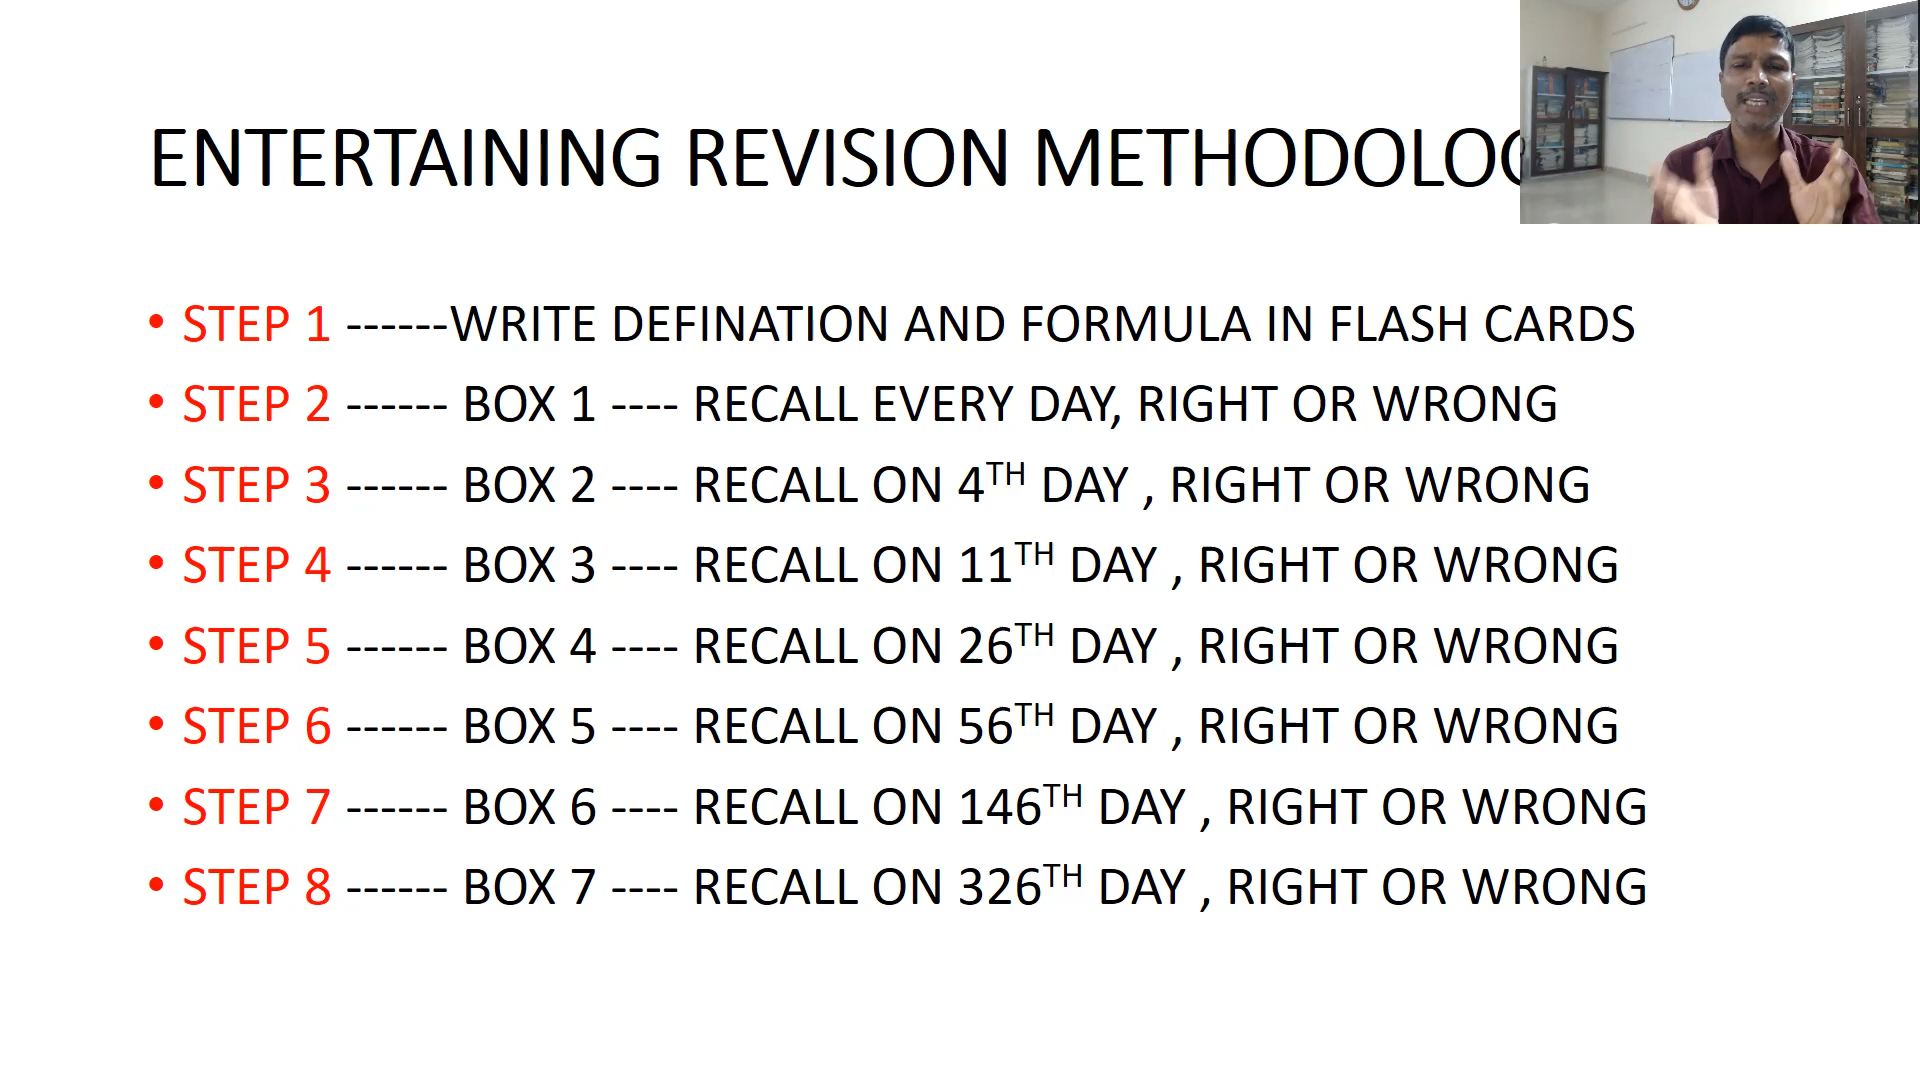 ENTERTAINING REVISION METHODOLOG
• STEP 1 ------WRITE DEFINATION AND FORMULA IN FLASH CARDS
• STEP 2 ------ BOX 1 ---- RECALL EVERY DAY, RIGHT OR WRONG
• STEP 3 ------ BOX 2 ---- RECALL ON 4TH DAY , RIGHT OR WRONG
• STEP 4 ------ BOX 3 ---- RECALL ON 11TH DAY , RIGHT OR WRONG
• STEP 5 ------ BOX 4 ---- RECALL ON 26TH DAY , RIGHT OR WRONG
• STEP 6 ------ BOX 5 ---- RECALL ON 56TH DAY , RIGHT OR WRONG
• STEP 7 ------ BOX 6 ---- RECALL ON 146TH DAY , RIGHT OR WRONG
• STEP 8 ------ BOX 7 ---- RECALL ON 326TH DAY , RIGHT OR WRONG